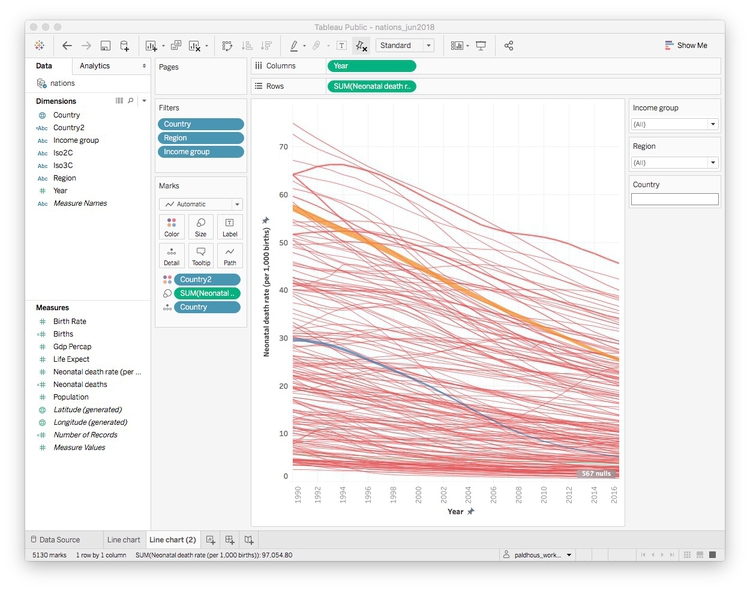 Tableau Public - nations_jun2018
Standard
Show Me
Data
Analytics
nations
Dimensions
Country
Abc Country2
Abc Income group
Abc Iso2C
Abc Iso3C
Abc Region
# Year
Abc Measure Names
Measures
# Birth Rate
# Births
# Gdp Percap
# Life Expect
# Neonatal death rate (per ...
# Neonatal deaths
# Population
Latitude (generated)
Longitude (generated)
# Number of Records
# Measure Values
Pages
Filters
Country
Region
Income group
Marks
Automatic
Color
Size
Label
Detail
Tooltip
Path
Country2
SUM(Neonatal ..
Country
Columns
Year
Rows
SUM(Neonatal death r..
Neonatal death rate (per 1,000 births)
70
60
50
40
30
20
10
0
567 nulls
1990
1992
1994
1996
1998
2000
2002
2004
2006
2008
2010
2012
2014
2016
Year
Income group
(All)
Region
(All)
Country
Data Source
Line chart
Line chart (2)
5130 marks
1 row by 1 column
SUM(Neonatal death rate (per 1,000 births)): 97,054.80
paldhous_work...